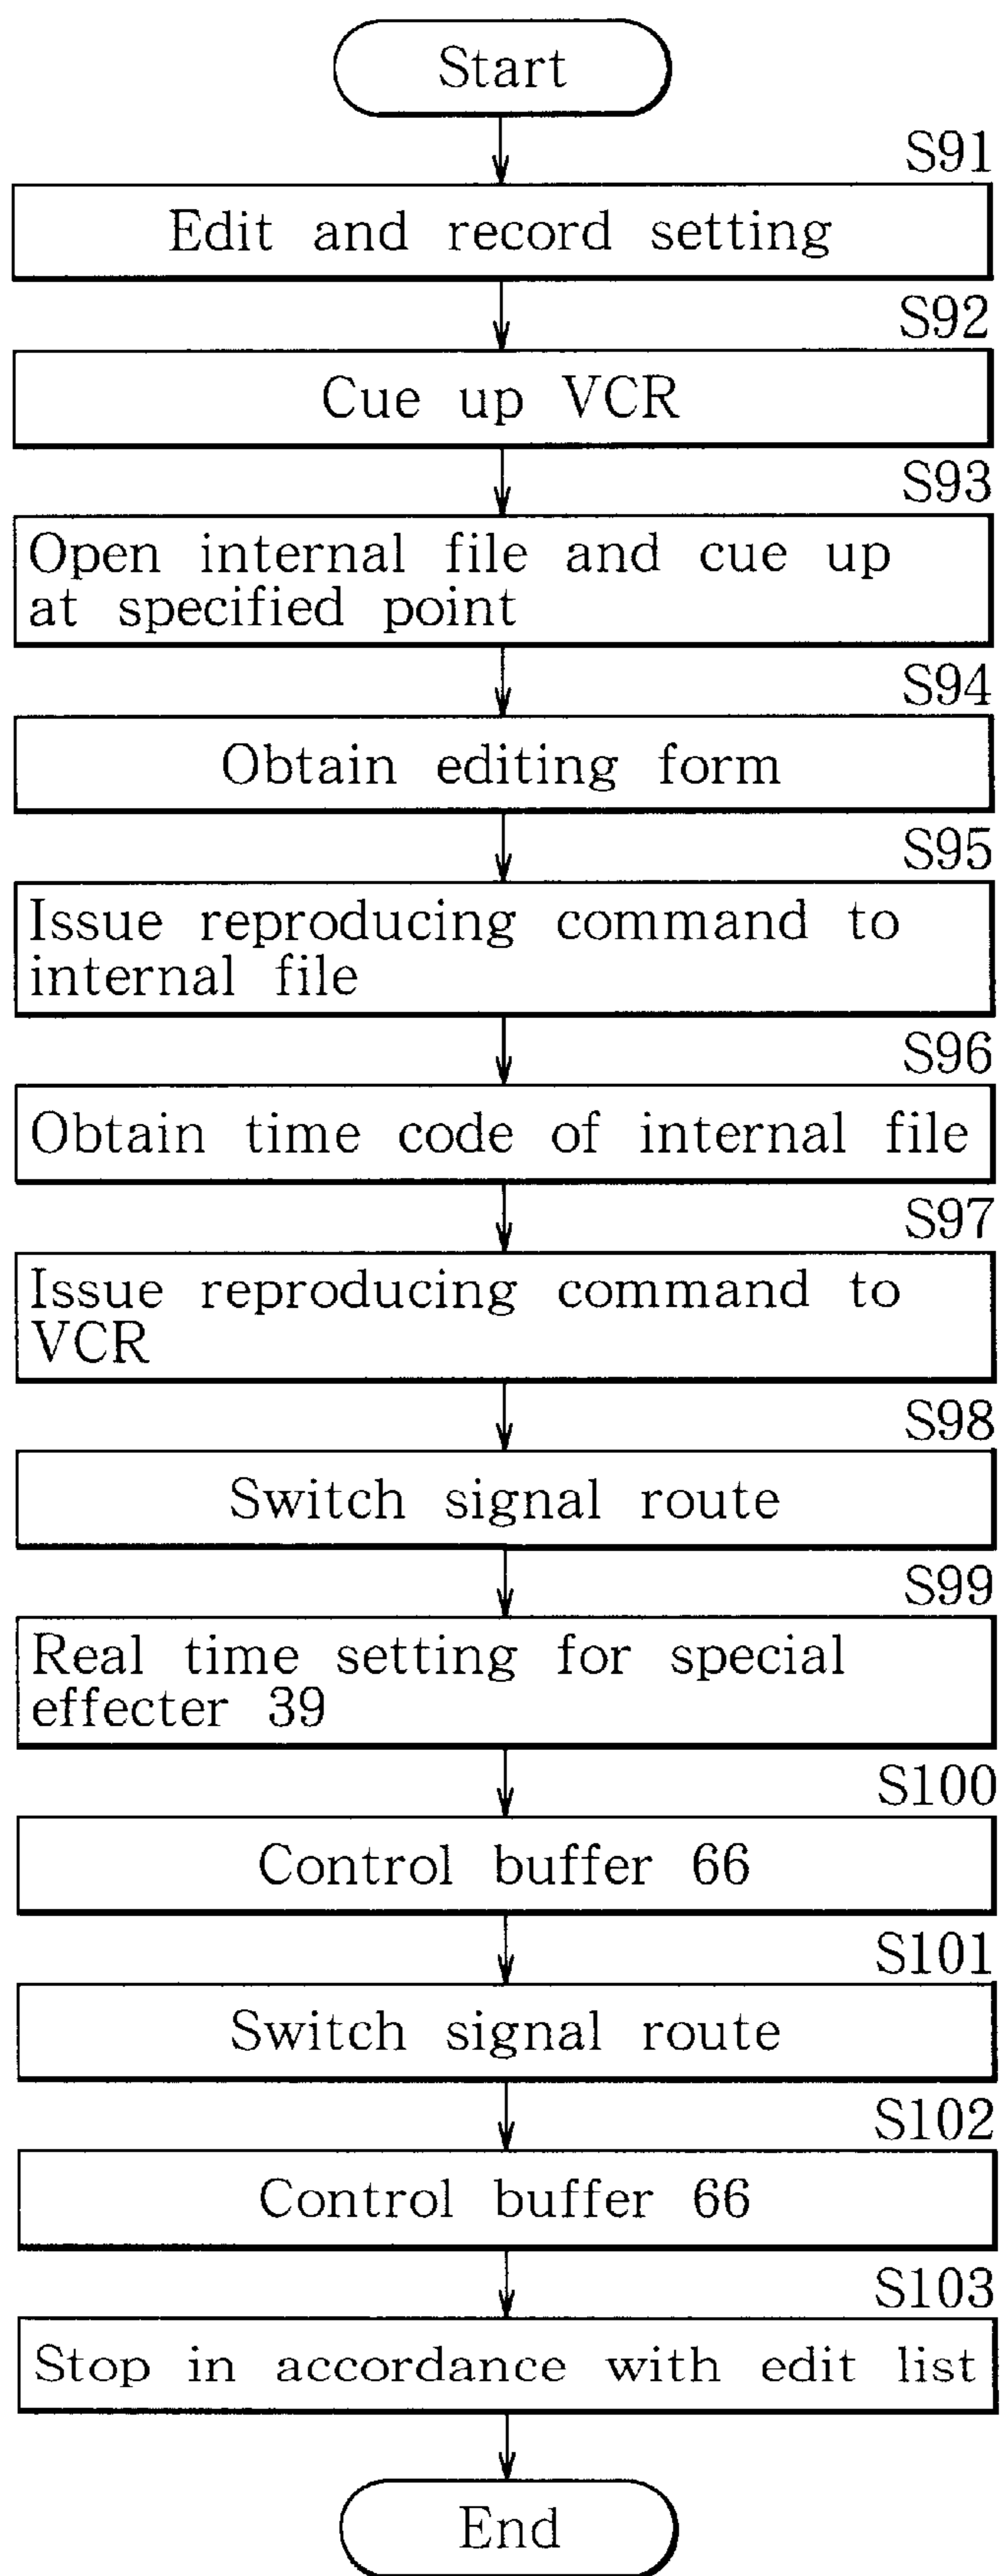 Start
S91
Edit and record setting
S92
Cue up VCR
S93
Open internal file and cue up
at specified point
S94
Obtain editing form
S95
Issue reproducing command to
internal file
S96
Obtain time code of internal file
S97
Issue reproducing command to
VCR
S98
Switch signal route
S99
Real time setting for special
effecter 39
S100
Control buffer 66
S101
Switch signal route
S102
Control buffer 66
S103
Stop in accordance with edit list
End